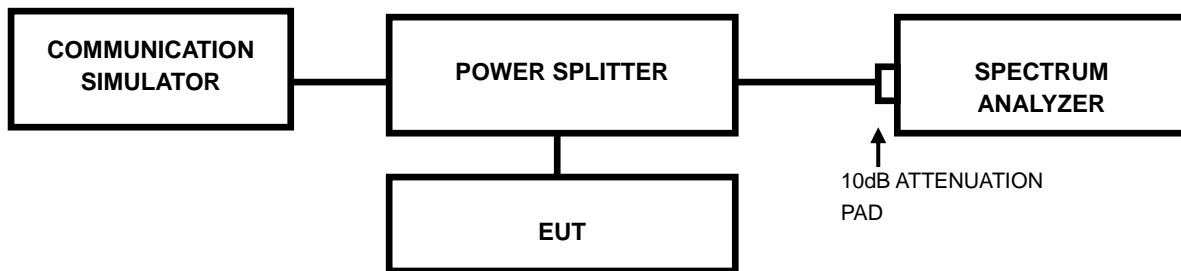 COMMUNICATION
SIMULATOR
POWER SPLITTER
SPECTRUM
ANALYZER
10dB ATTENUATION
PAD
EUT